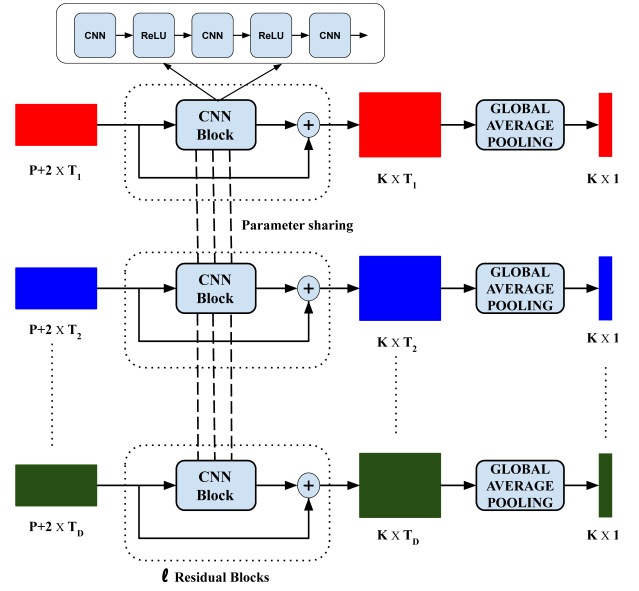 CNN ReLU CNN ReLU CNN
CNN
Block
+
GLOBAL
AVERAGE
POOLING
P+2 X T1
K X T1
K X 1
Parameter sharing
CNN
Block
+
GLOBAL
AVERAGE
POOLING
P+2 X T2
K X T2
K X 1
CNN
Block
+
GLOBAL
AVERAGE
POOLING
P+2 X TD
K X TD
K X 1
ℓ Residual Blocks